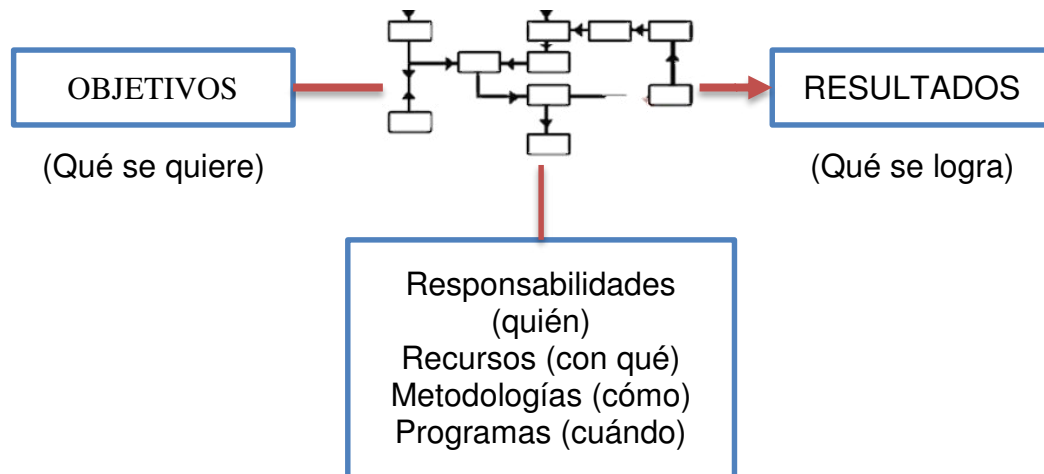 OBJETIVOS
RESULTADOS
(Qué se quiere)
(Qué se logra)
Responsabilidades
(quién)
Recursos (con qué)
Metodologías (cómo)
Programas (cuándo)